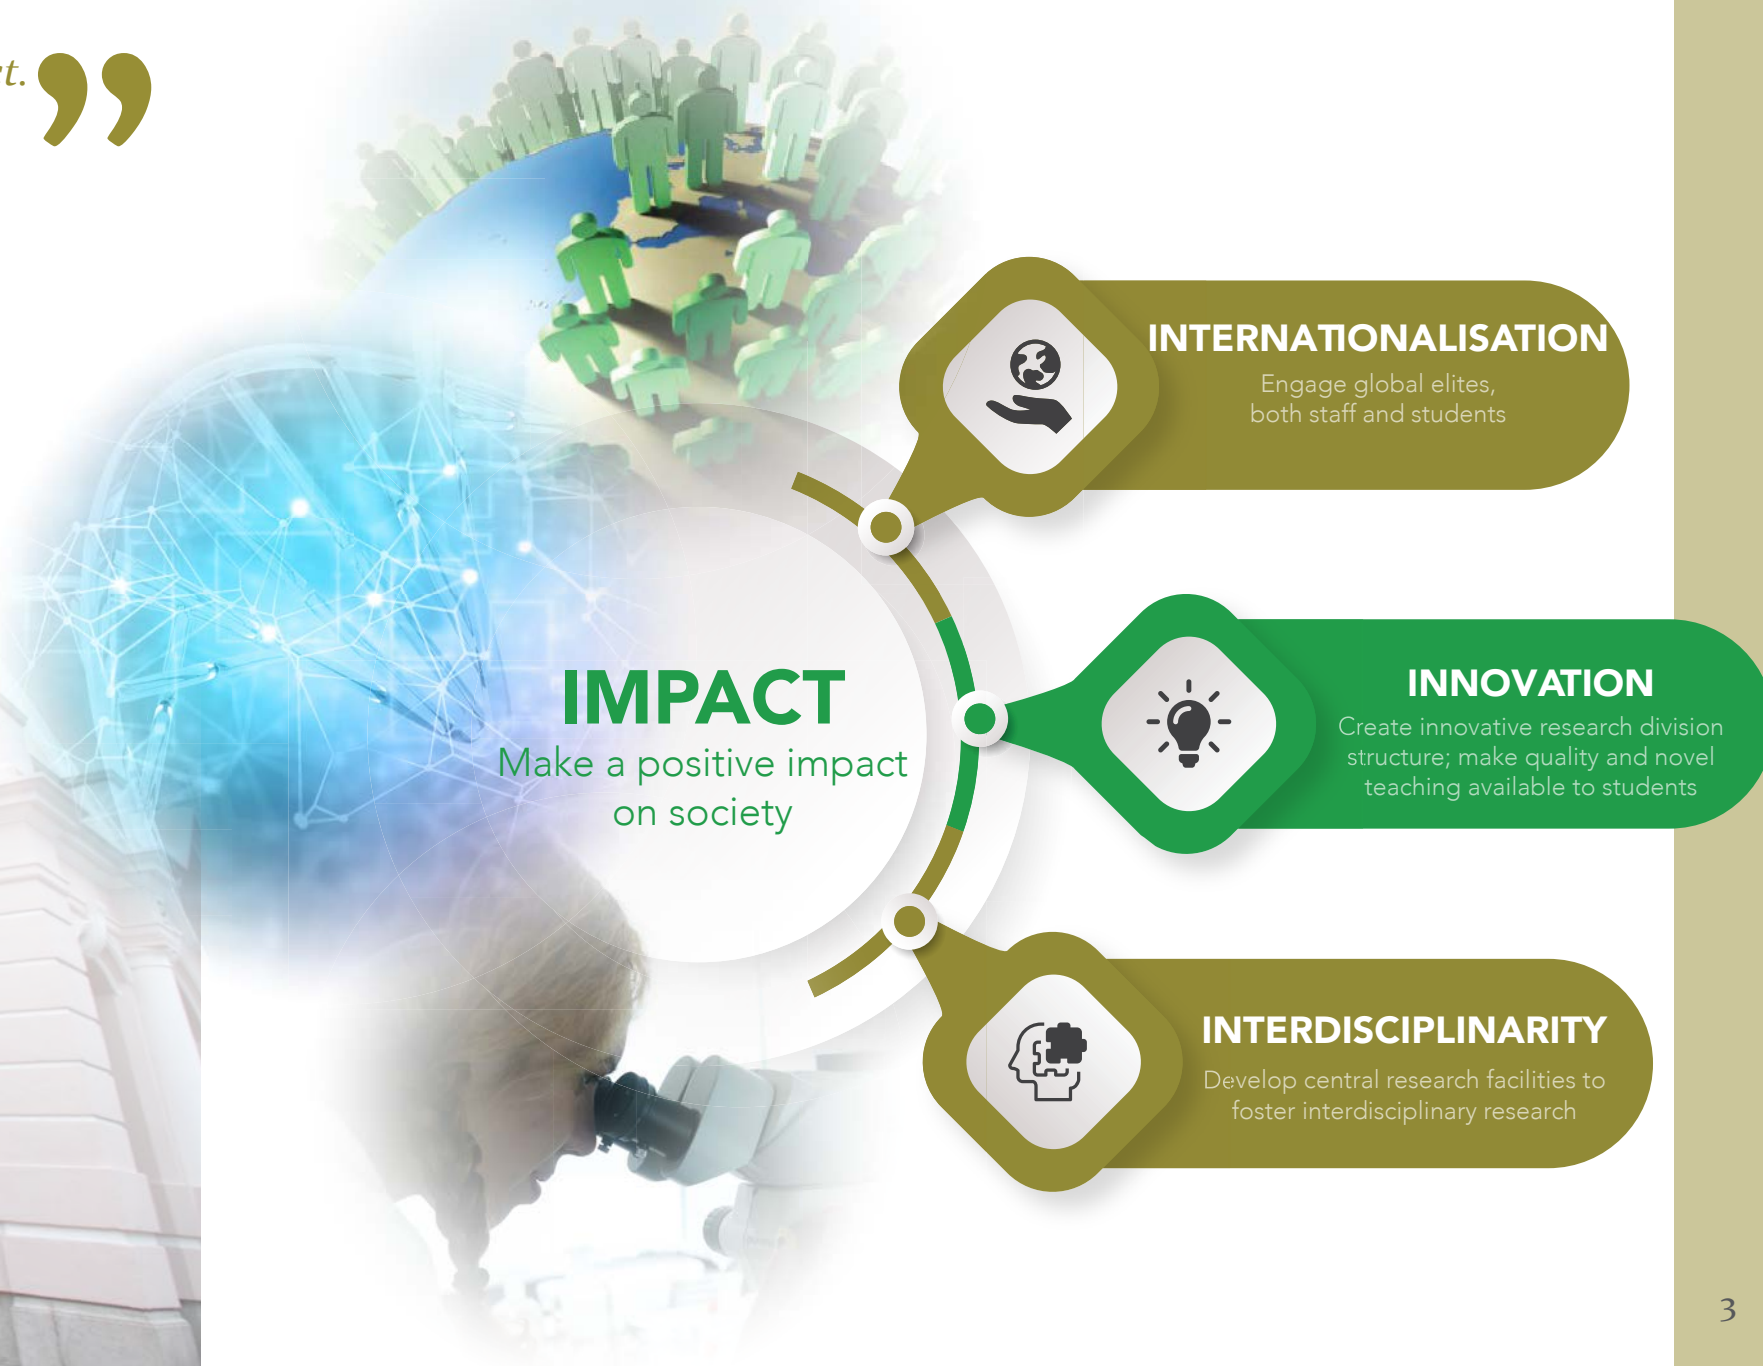 ”
IMPACT
Make a positive impact
on society
INTERNATIONALISATION
Engage global elites,
both staff and students
INNOVATION
Create innovative research division
structure; make quality and novel
teaching available to students
INTERDISCIPLINARITY
Develop central research facilities to
foster interdisciplinary research
3